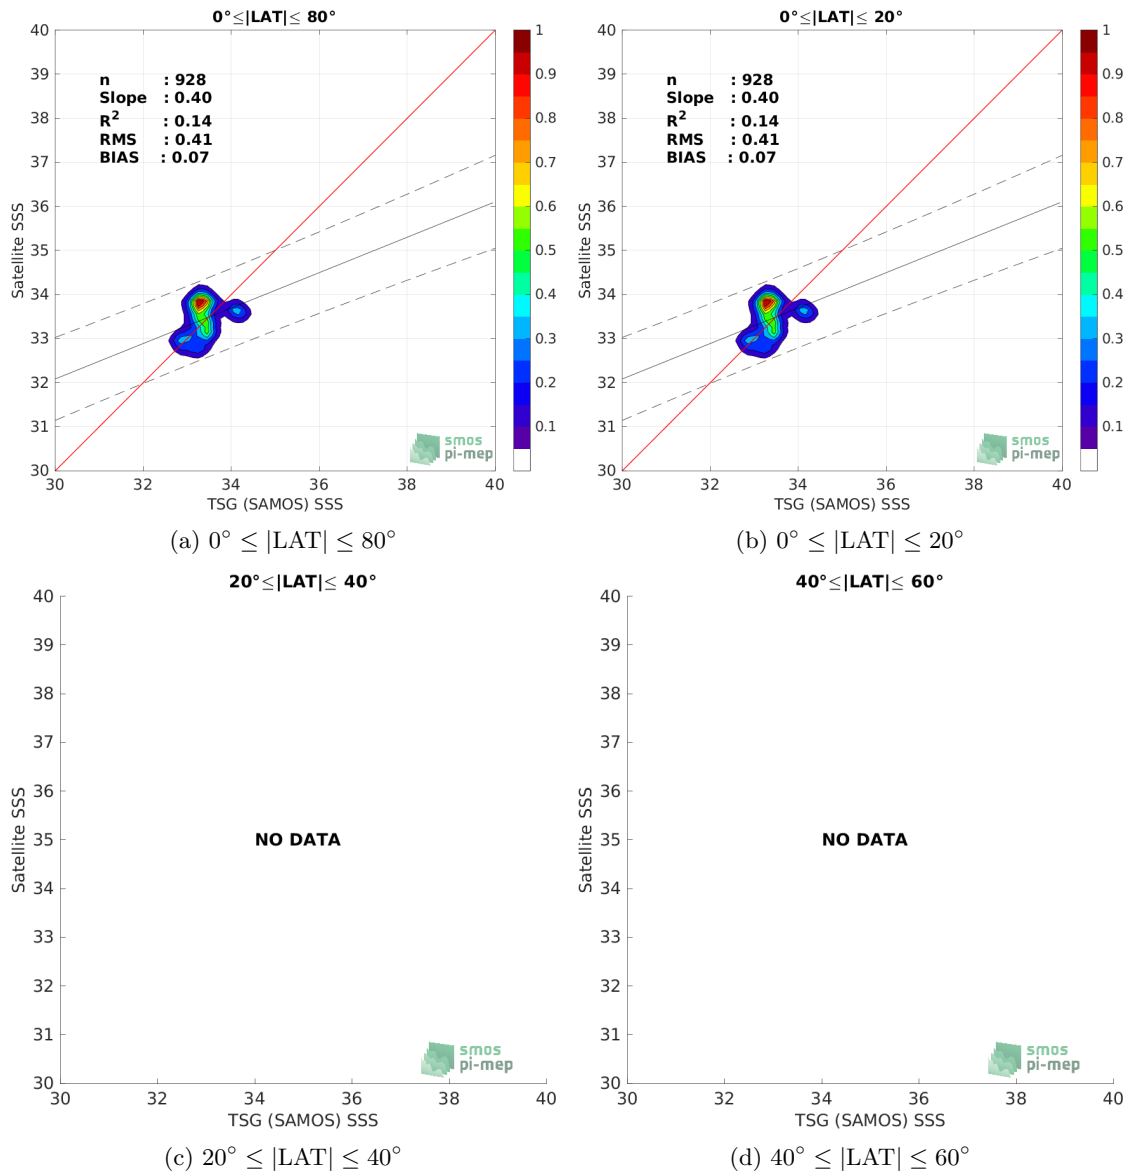 0°≤|LAT|≤ 80°
n : 928
Slope : 0.40
R² : 0.14
RMS : 0.41
BIAS : 0.07
40
39
38
37
36
35
34
33
32
31
30
30 32 34 36 38 40
Satellite SSS
TSG (SAMOS) SSS
1
0.9
0.8
0.7
0.6
0.5
0.4
0.3
0.2
0.1
smos
pi-mep
(a) 0° ≤ |LAT| ≤ 80°
0°≤|LAT|≤ 20°
n : 928
Slope : 0.40
R² : 0.14
RMS : 0.41
BIAS : 0.07
40
39
38
37
36
35
34
33
32
31
30
30 32 34 36 38 40
Satellite SSS
TSG (SAMOS) SSS
1
0.9
0.8
0.7
0.6
0.5
0.4
0.3
0.2
0.1
smos
pi-mep
(b) 0° ≤ |LAT| ≤ 20°
20°≤|LAT|≤ 40°
40
39
38
37
36
35
34
33
32
31
30
30 32 34 36 38 40
Satellite SSS
NO DATA
TSG (SAMOS) SSS
smos
pi-mep
(c) 20° ≤ |LAT| ≤ 40°
40°≤|LAT|≤ 60°
40
39
38
37
36
35
34
33
32
31
30
30 32 34 36 38 40
Satellite SSS
NO DATA
TSG (SAMOS) SSS
smos
pi-mep
(d) 40° ≤ |LAT| ≤ 60°